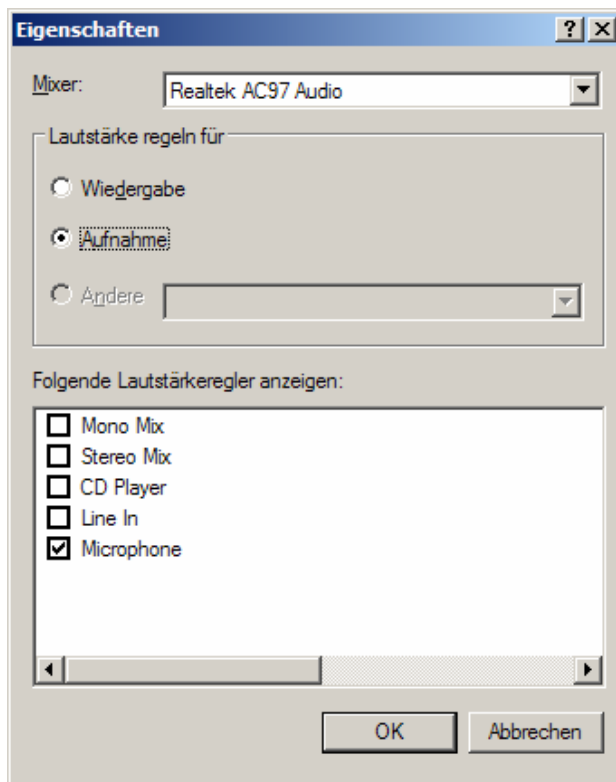 Eigenschaften
Mixer: Realtek AC97 Audio
Lautstärke regeln für
Wiedergabe
Aufnahme
Andere
Folgende Lautstärkeregler anzeigen:
Mono Mix
Stereo Mix
CD Player
Line In
Microphone
OK Abbrechen